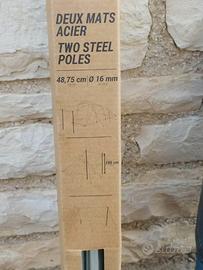 DEUX MATS
ACIER
TWO STEEL
POLES
48,75 cm Ø 16 mm